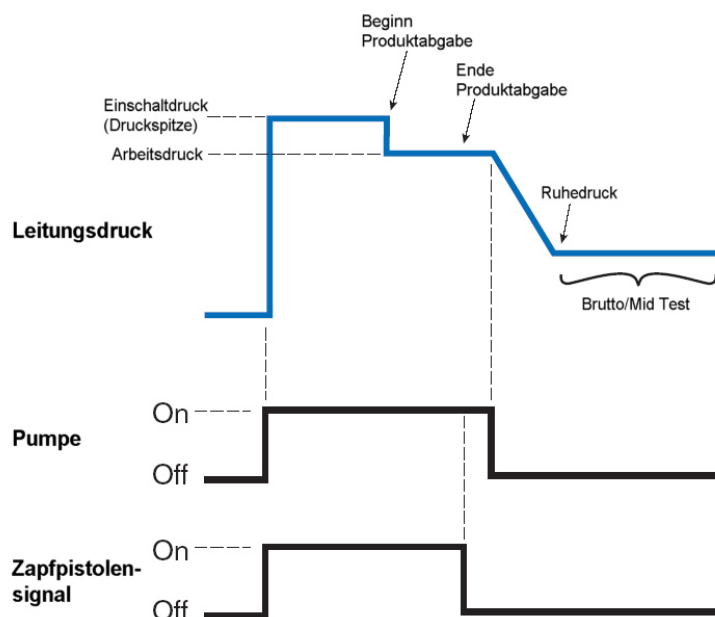 Beginn
Produktabgabe
Ende
Produktabgabe
Einschaltdruck
(Druckspitze)
Arbeitsdruck
Ruhedruck
Leitungsdruck
Brutto/Mid Test
On
Pumpe
Off
On
Zapfpistolen-
signal
Off